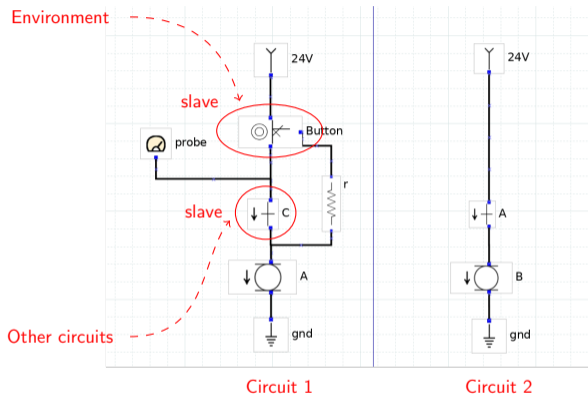 Environment
24V
24V
slave
Button
probe
r
slave
C
A
A
B
Other circuits
gnd
gnd
Circuit 1
Circuit 2